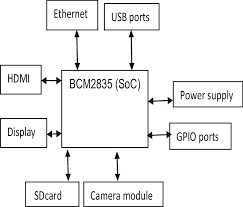 Ethernet
USB ports
HDMI
BCM2835 (SoC)
Power supply
Display
GPIO ports
SDcard
Camera module